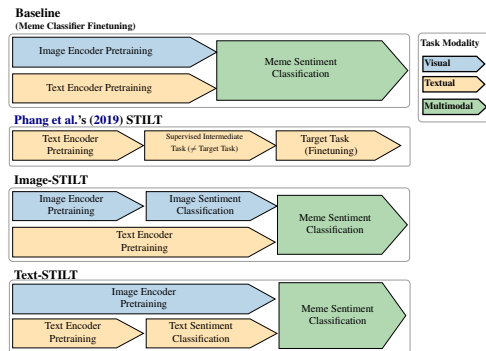 Baseline
(Meme Classifier Finetuning)
Image Encoder Pretraining
Text Encoder Pretraining
Meme Sentiment
Classification
Task Modality
Visual
Textual
Multimodal
Phang et al.'s (2019) STILT
Text Encoder
Pretraining
Supervised Intermediate
Task (≠ Target Task)
Target Task
(Finetuning)
Image-STILT
Image Encoder
Pretraining
Image Sentiment
Classification
Text Encoder
Pretraining
Meme Sentiment
Classification
Text-STILT
Image Encoder
Pretraining
Text Encoder
Pretraining
Text Sentiment
Classification
Meme Sentiment
Classification